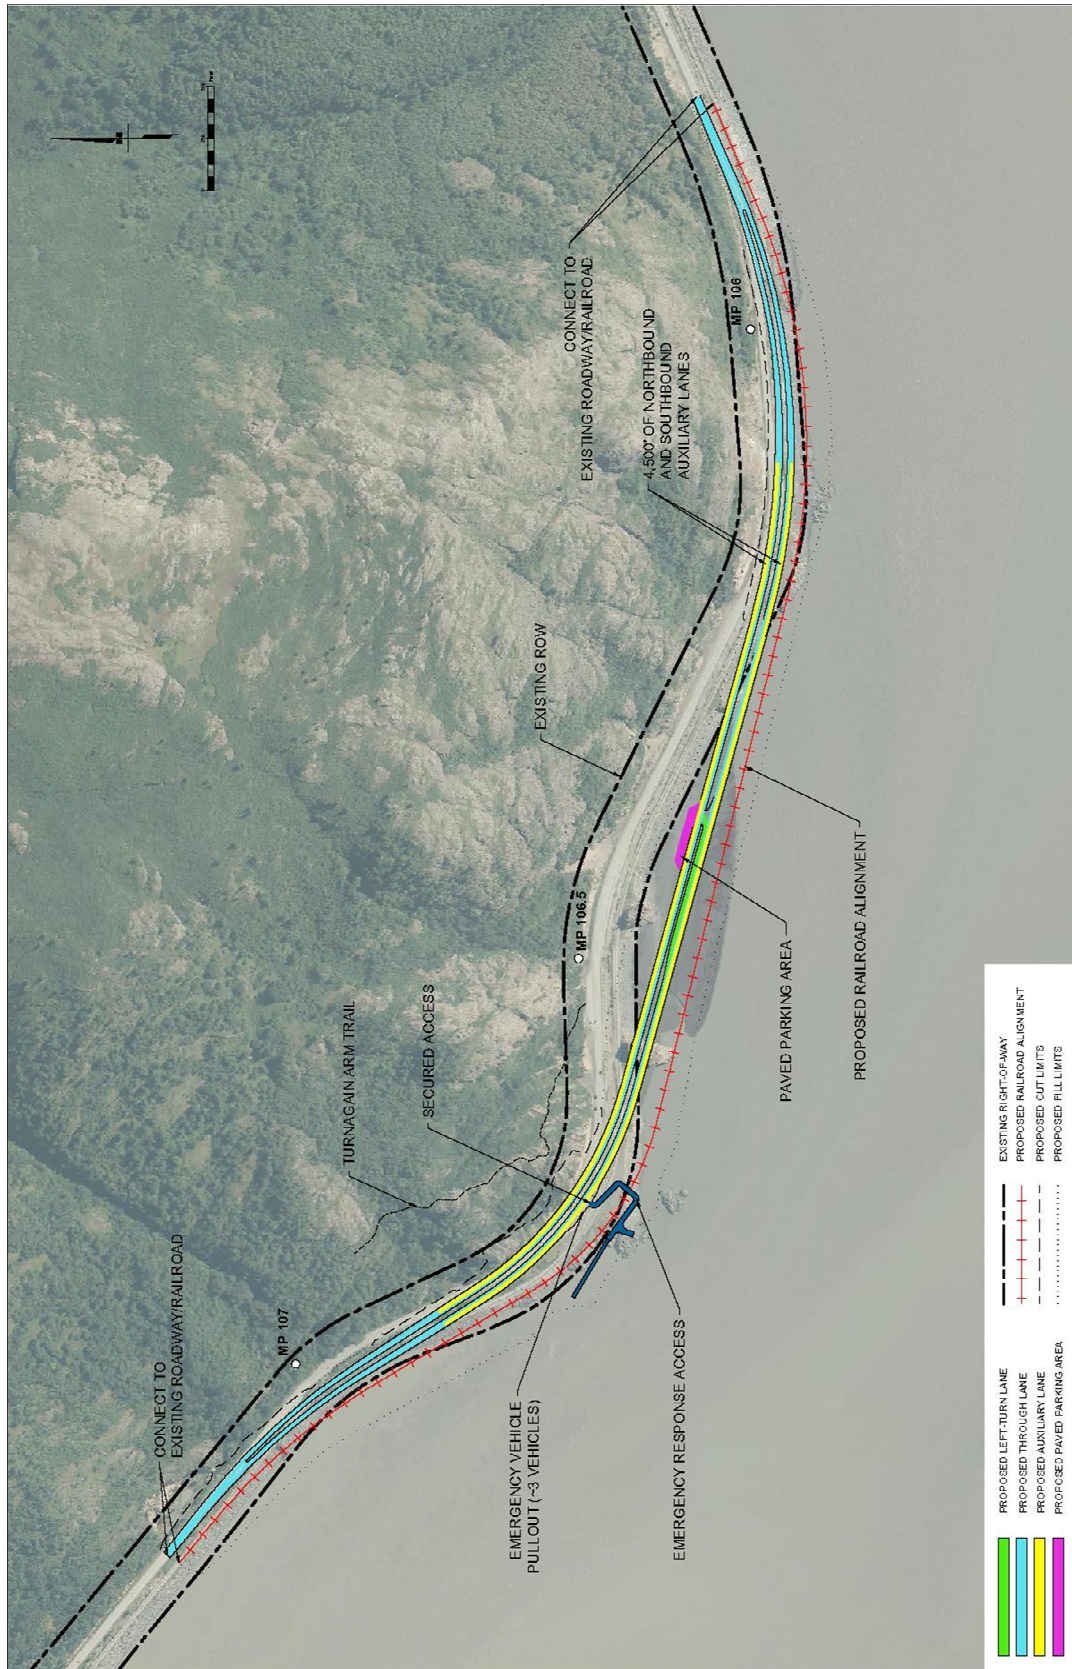 CONNECT TO
EXISTING ROADWAY/RAILROAD
MP 107
TURNAGAIN ARM TRAIL
SECURED ACCESS
MP 106.5
EXISTING ROW
CONNECT TO
EXISTING ROADWAY/RAILROAD
4,500' OF NORTHBOUND
AND SOUTHBOUND
AUXILIARY LANES
MP 106
EMERGENCY VEHICLE
PULLOUT (~3 VEHICLES)
EMERGENCY RESPONSE ACCESS
PAVED PARKING AREA
PROPOSED RAILROAD ALIGNMENT
PROPOSED LEFT-TURN LANE
PROPOSED THROUGH LANE
PROPOSED AUXILIARY LANE
PROPOSED PAVED PARKING AREA
EXISTING RIGHT-OF-WAY
PROPOSED RAILROAD ALIGNMENT
PROPOSED CUT LIMITS
PROPOSED FILL LIMITS